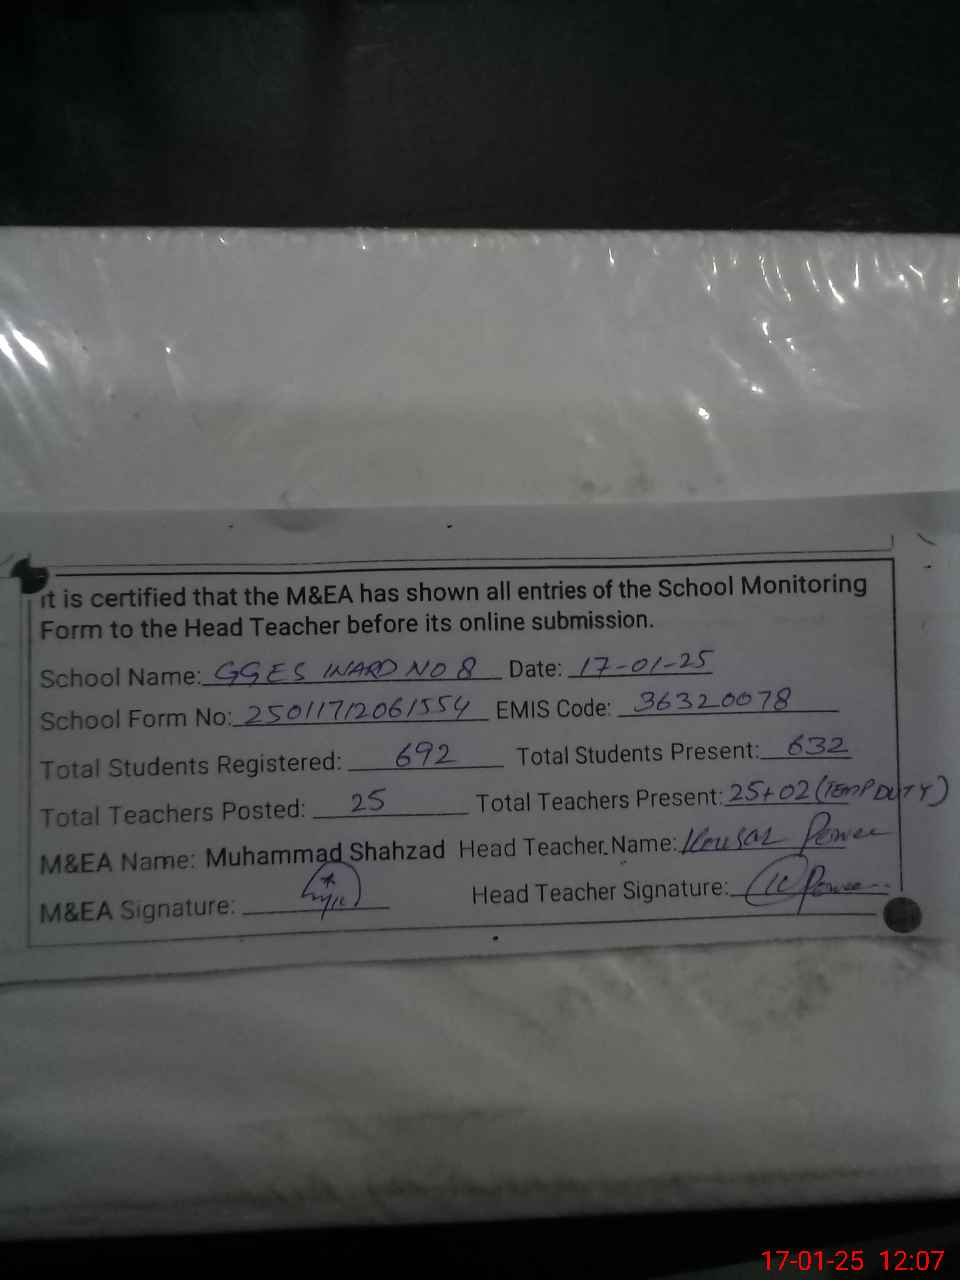 It is certified that the M&EA has shown all entries of the School Monitoring
Form to the Head Teacher before its online submission.
School Name: GGES WARD NO 8 Date: 17-01-25
School Form No: 25011712061554 EMIS Code: 36320078
Total Students Registered: 692 Total Students Present: 632
Total Teachers Posted: 25 Total Teachers Present: 25+02 (TEMP DUTY)
M&EA Name: Muhammad Shahzad Head Teacher Name: Kousar
M&EA Signature: Head Teacher Signature:
17-01-25 12:07